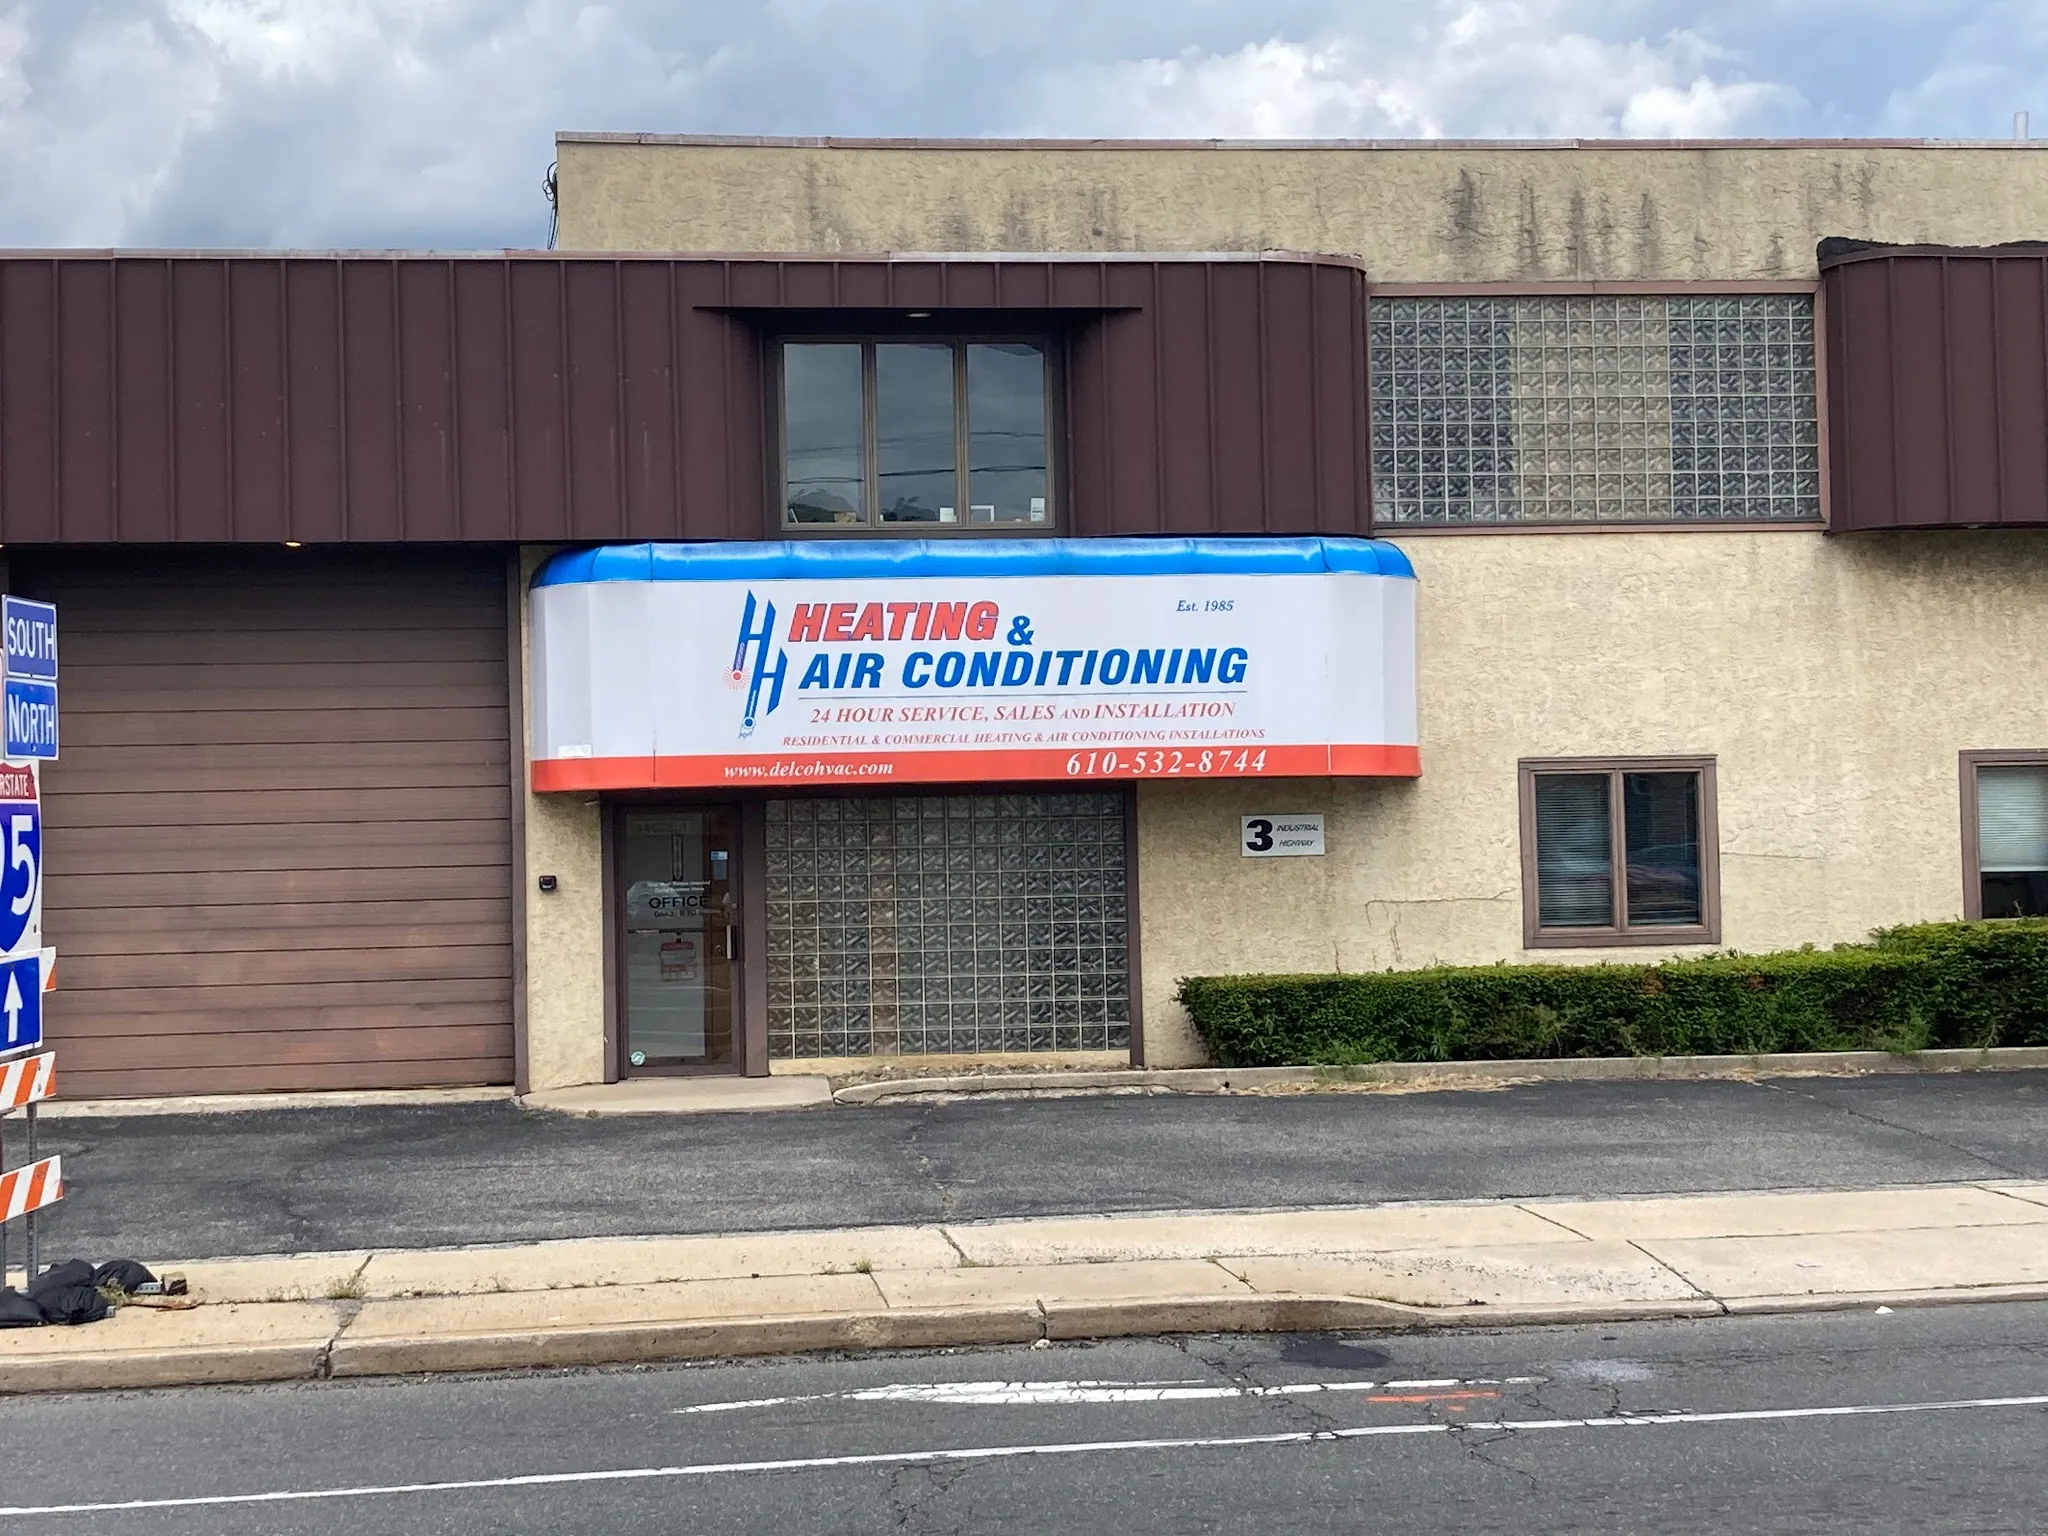 SOUTH
NORTH
RSTATE
95
HH
HEATING &
AIR CONDITIONING
Est. 1985
24 HOUR SERVICE, SALES AND INSTALLATION
RESIDENTIAL & COMMERCIAL HEATING & AIR CONDITIONING INSTALLATIONS
www.delcohvac.com
610-532-8744
3 INDUSTRIAL
HIGHWAY
OFFICE